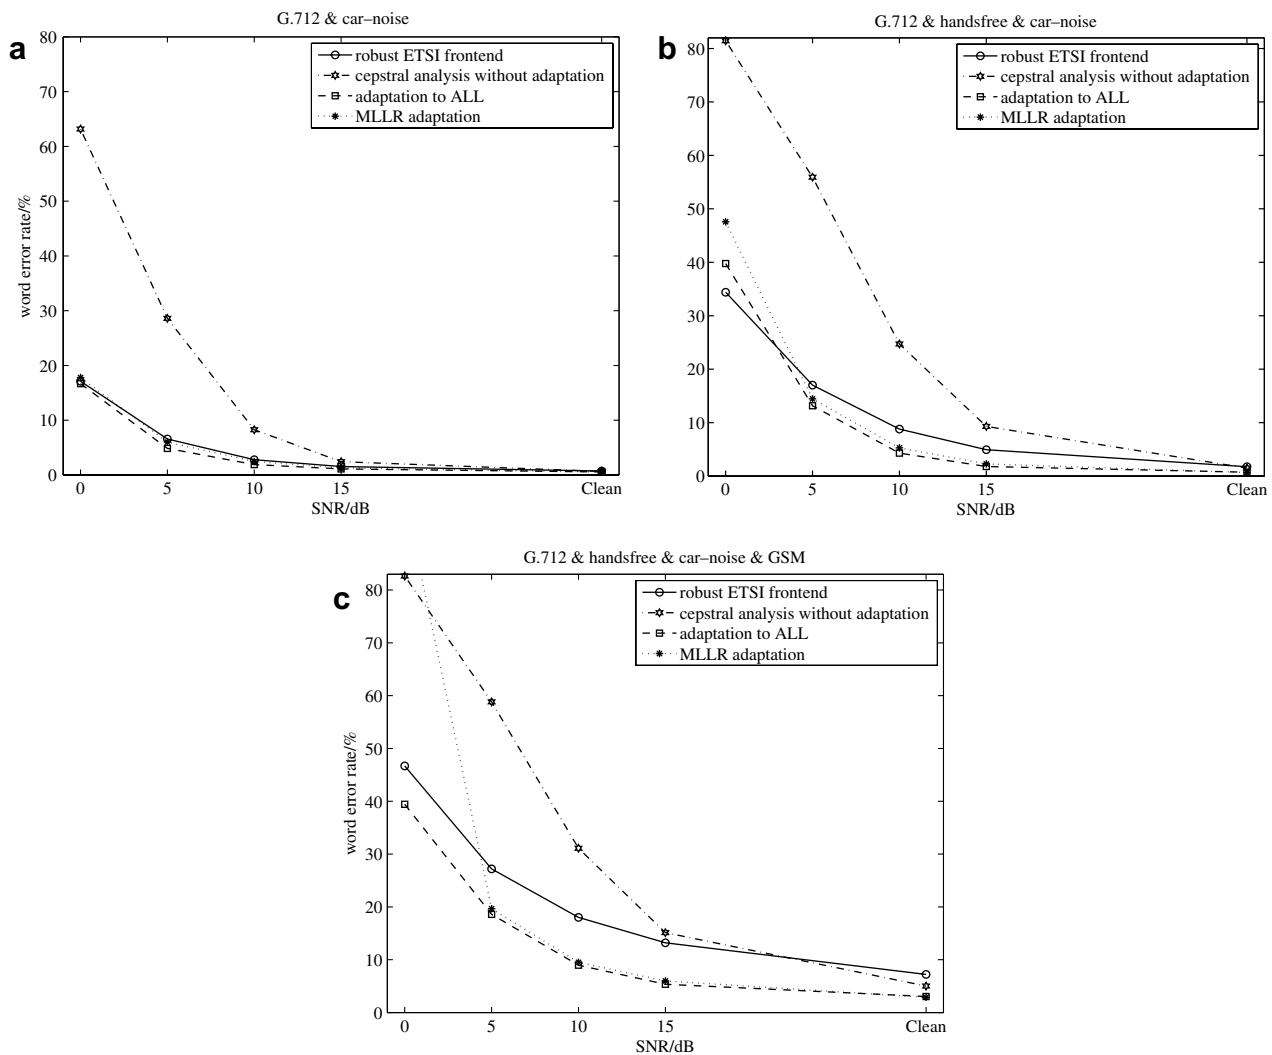 G.712 & car–noise
a
80
70
60
50
40
30
20
10
0
word error rate/%
robust ETSI frontend
cepstral analysis without adaptation
adaptation to ALL
MLLR adaptation
0 5 10 15 Clean
SNR/dB
G.712 & handsfree & car–noise
b
80
70
60
50
40
30
20
10
0
robust ETSI frontend
cepstral analysis without adaptation
adaptation to ALL
MLLR adaptation
0 5 10 15 Clean
SNR/dB
G.712 & handsfree & car–noise & GSM
c
80
70
60
50
40
30
20
10
0
word error rate/%
robust ETSI frontend
cepstral analysis without adaptation
adaptation to ALL
MLLR adaptation
0 5 10 15 Clean
SNR/dB